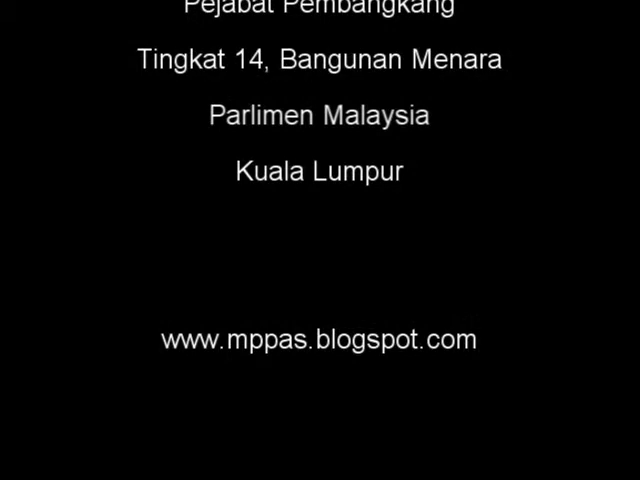 Pejabat Pembangkang
Tingkat 14, Bangunan Menara
Parlimen Malaysia
Kuala Lumpur
www.mppas.blogspot.com